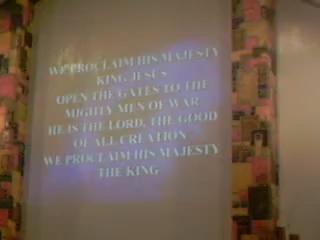 WE PROCLAIM HIS MAJESTY
KING JESUS
OPEN THE GATES TO THE
MIGHTY MEN OF WAR
HE IS THE LORD, THE GOOD
OF ALL CREATION
WE PROCLAIM HIS MAJESTY
THE KING